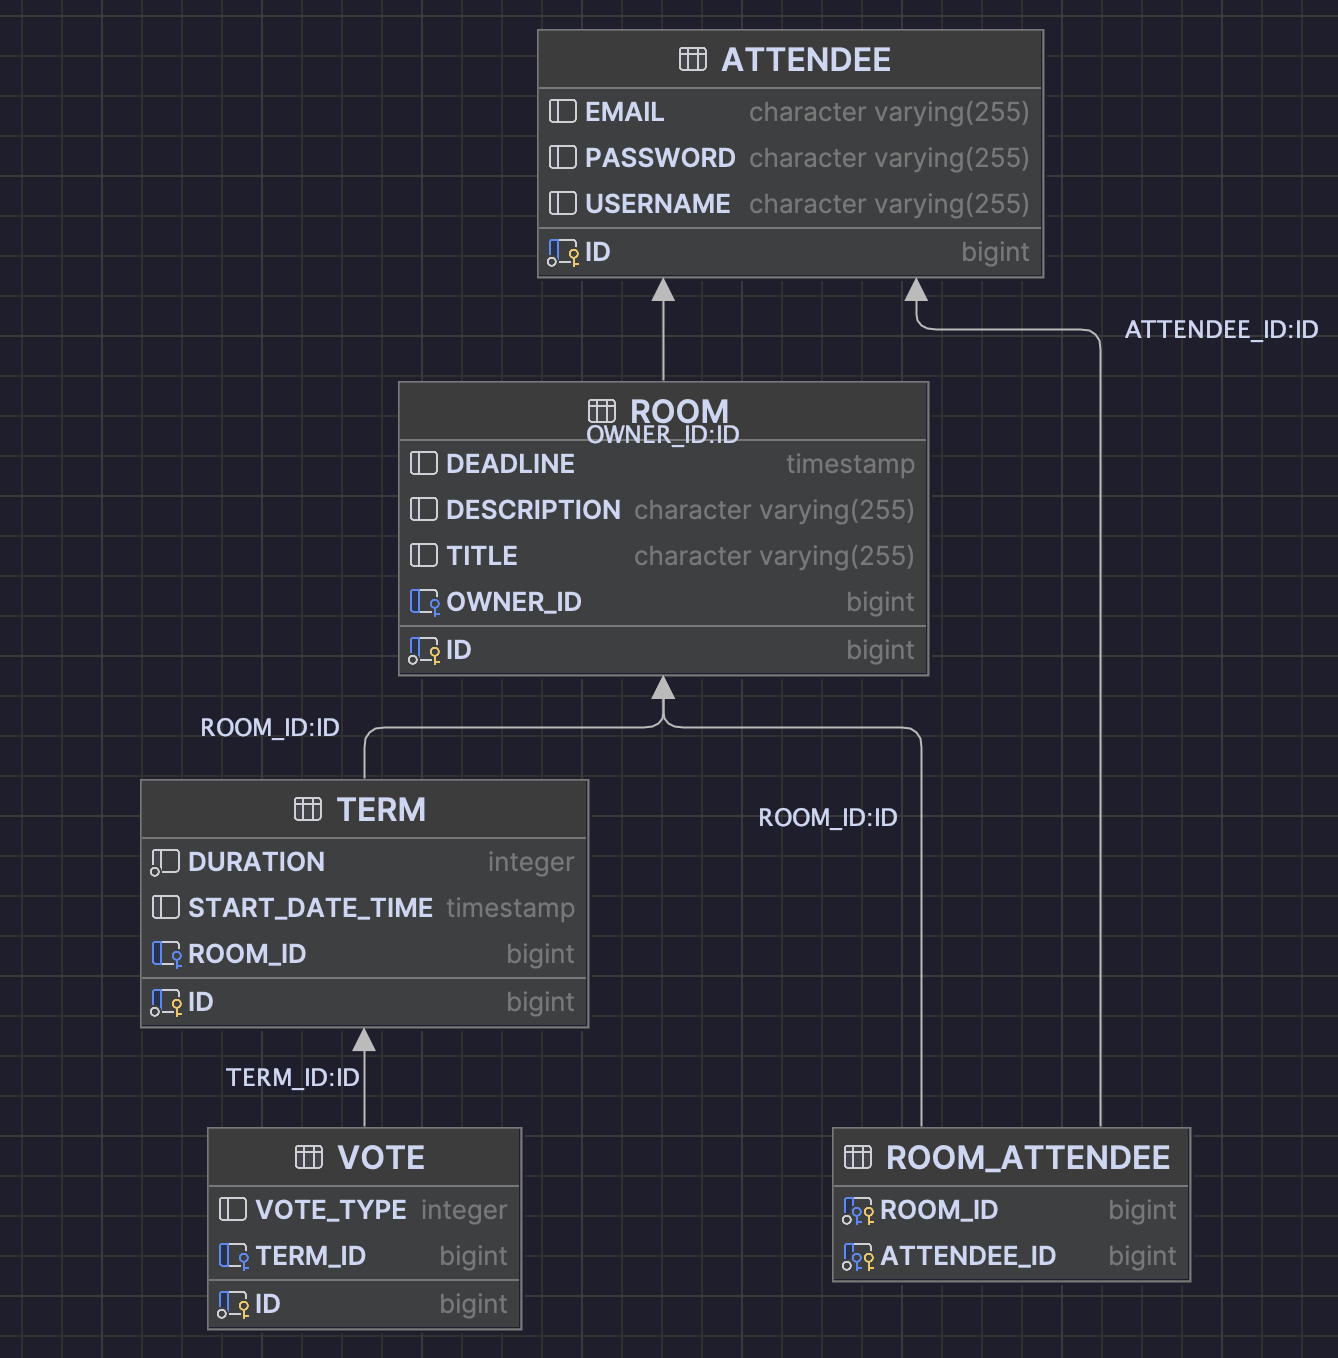 ATTENDEE
EMAIL character varying(255)
PASSWORD character varying(255)
USERNAME character varying(255)
ID bigint
ATTENDEE_ID:ID
ROOM
OWNER_ID:ID
DEADLINE timestamp
DESCRIPTION character varying(255)
TITLE character varying(255)
OWNER_ID bigint
ID bigint
ROOM_ID:ID
TERM
DURATION integer
START_DATE_TIME timestamp
ROOM_ID bigint
ID bigint
ROOM_ID:ID
TERM_ID:ID
VOTE
VOTE_TYPE integer
TERM_ID bigint
ID bigint
ROOM_ATTENDEE
ROOM_ID bigint
ATTENDEE_ID bigint